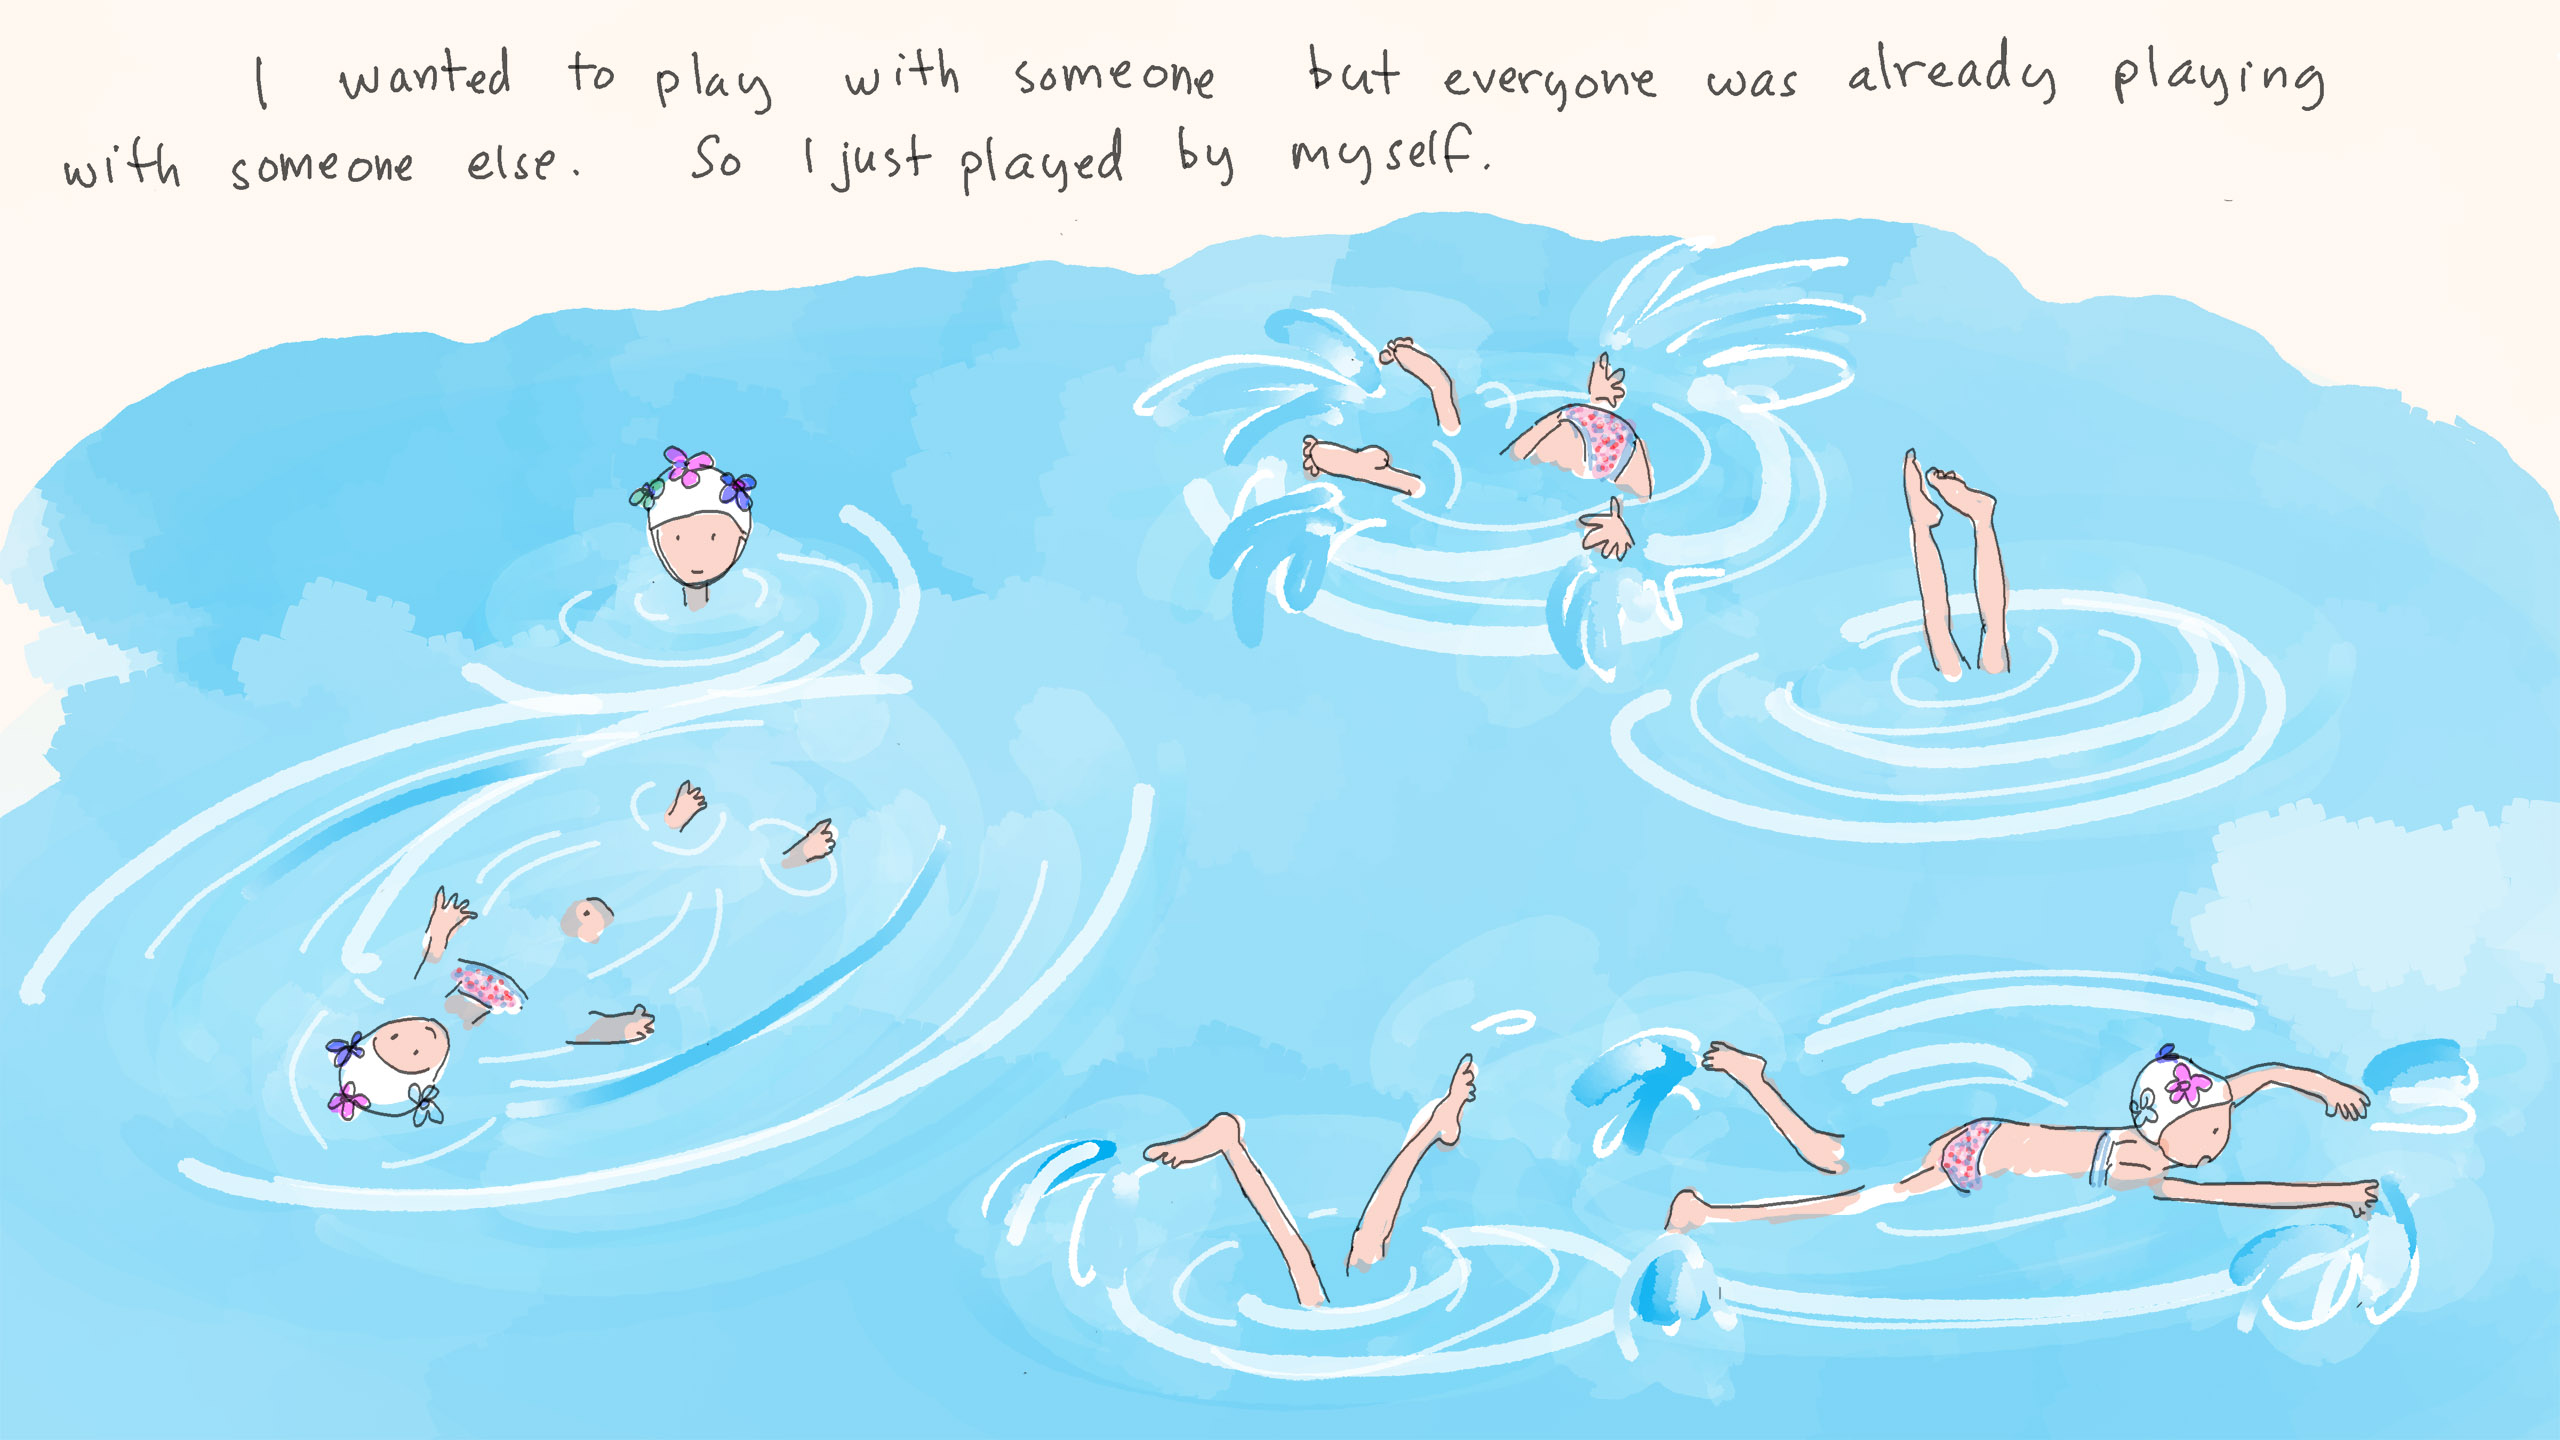 I wanted to play with someone but everyone was already playing
with someone else. So I just played by myself.